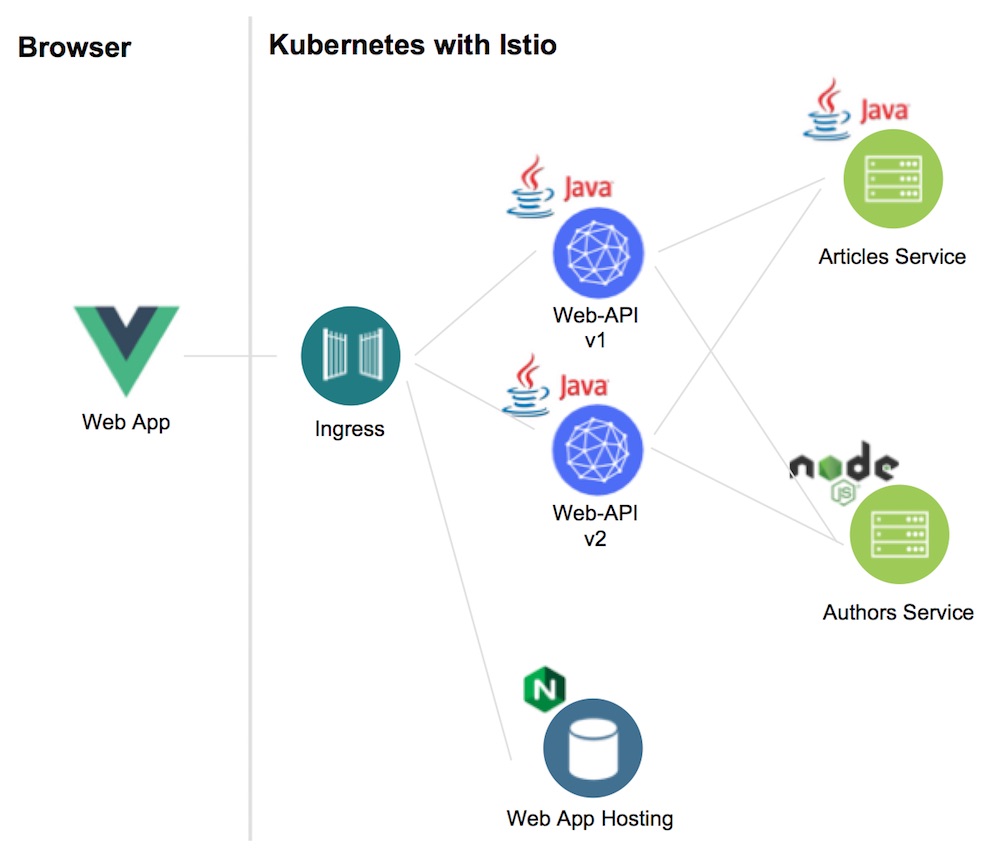 Browser
Kubernetes with Istio
Java
Articles Service
Java
Web-API
v1
Web App
Ingress
Java
Web-API
v2
node
JS
Authors Service
N
Web App Hosting